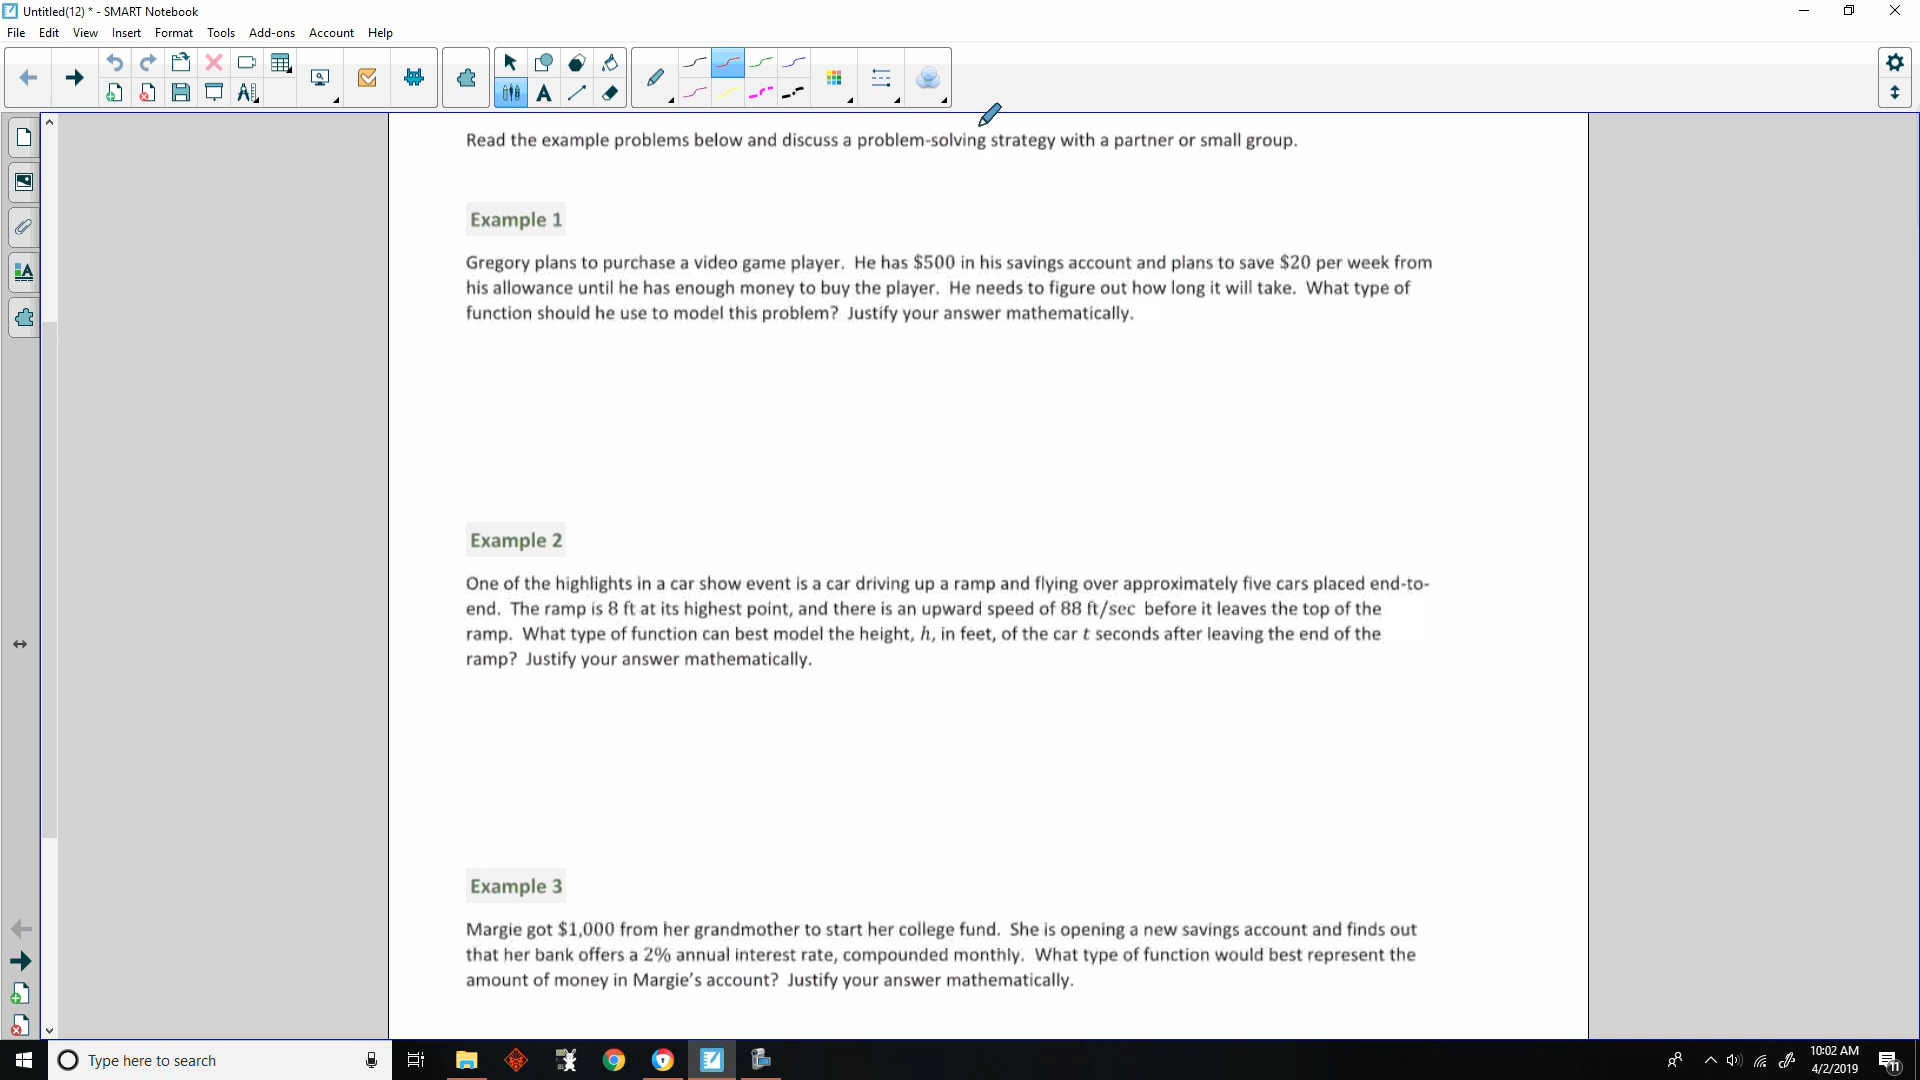 Untitled(12) * - SMART Notebook
File Edit View Insert Format Tools Add-ons Account Help
Read the example problems below and discuss a problem-solving strategy with a partner or small group.
Example 1
Gregory plans to purchase a video game player. He has $500 in his savings account and plans to save $20 per week from
his allowance until he has enough money to buy the player. He needs to figure out how long it will take. What type of
function should he use to model this problem? Justify your answer mathematically.
Example 2
One of the highlights in a car show event is a car driving up a ramp and flying over approximately five cars placed end-to-
end. The ramp is 8 ft at its highest point, and there is an upward speed of 88 ft/sec before it leaves the top of the
ramp. What type of function can best model the height, h, in feet, of the car t seconds after leaving the end of the
ramp? Justify your answer mathematically.
Example 3
Margie got $1,000 from her grandmother to start her college fund. She is opening a new savings account and finds out
that her bank offers a 2% annual interest rate, compounded monthly. What type of function would best represent the
amount of money in Margie's account? Justify your answer mathematically.
Type here to search
10:02 AM
4/2/2019
11